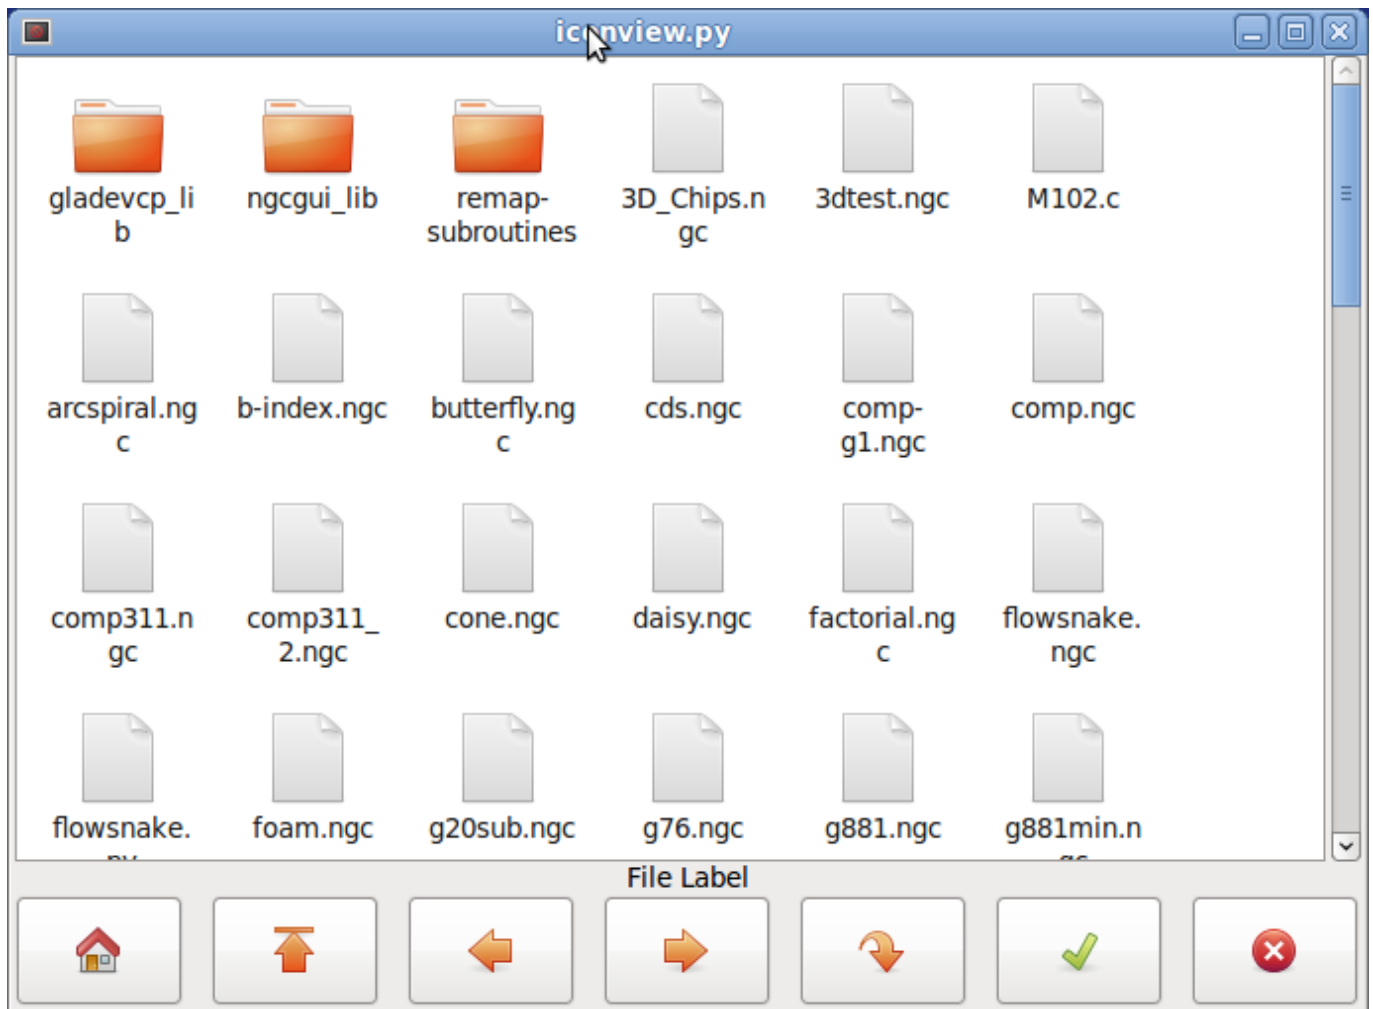 iconview.py
gladevcp_li
b
ngcgui_lib
remap-
subroutines
3D_Chips.n
gc
3dtest.ngc
M102.c
arcspiral.ng
c
b-index.ngc
butterfly.ng
c
cds.ngc
comp-
g1.ngc
comp.ngc
comp311.n
gc
comp311_
2.ngc
cone.ngc
daisy.ngc
factorial.ng
c
flowsnake.
ngc
flowsnake.
py
foam.ngc
g20sub.ngc
g76.ngc
g881.ngc
g881min.n
gc
File Label